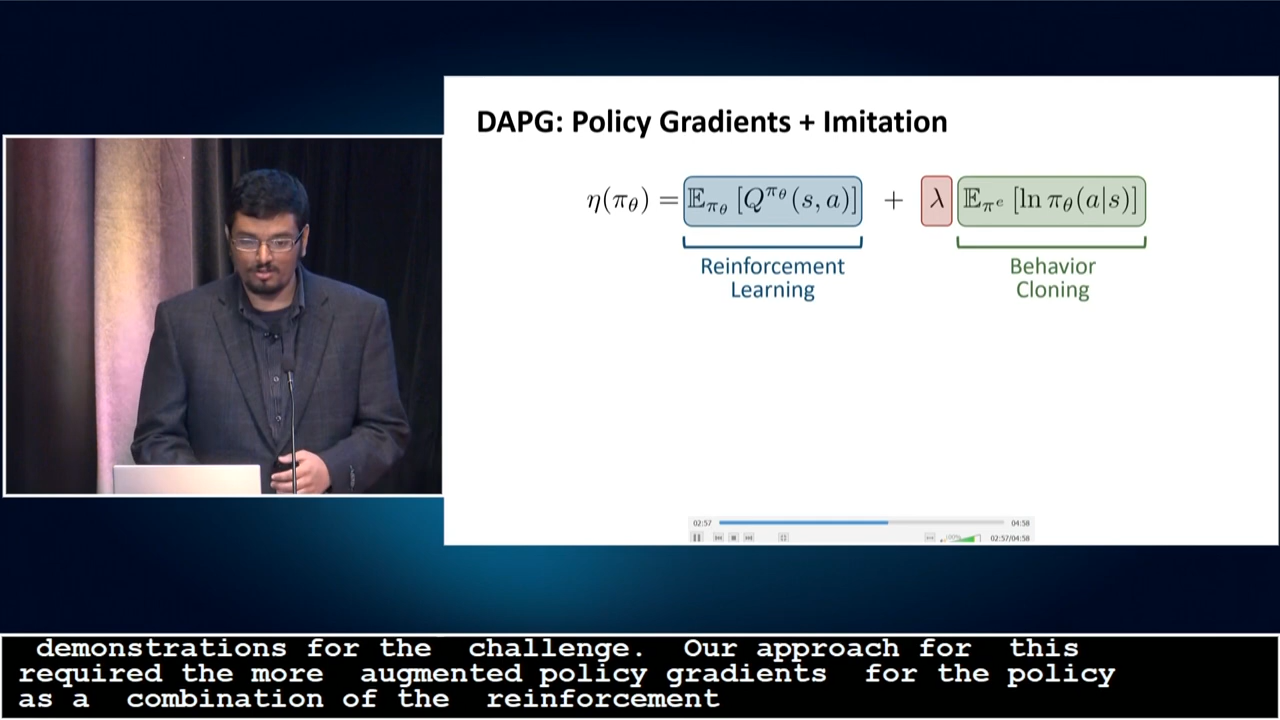 DAPG: Policy Gradients + Imitation
η(π_θ) = 𝔼_{π_θ} [Q^{π_θ}(s, a)] + λ 𝔼_{π^e} [ln π_θ(a|s)]
Reinforcement Learning
Behavior Cloning
02:57 04:58
100%
02:57/04:58
demonstrations for the challenge. Our approach for this
required the more augmented policy gradients for the policy
as a combination of the reinforcement